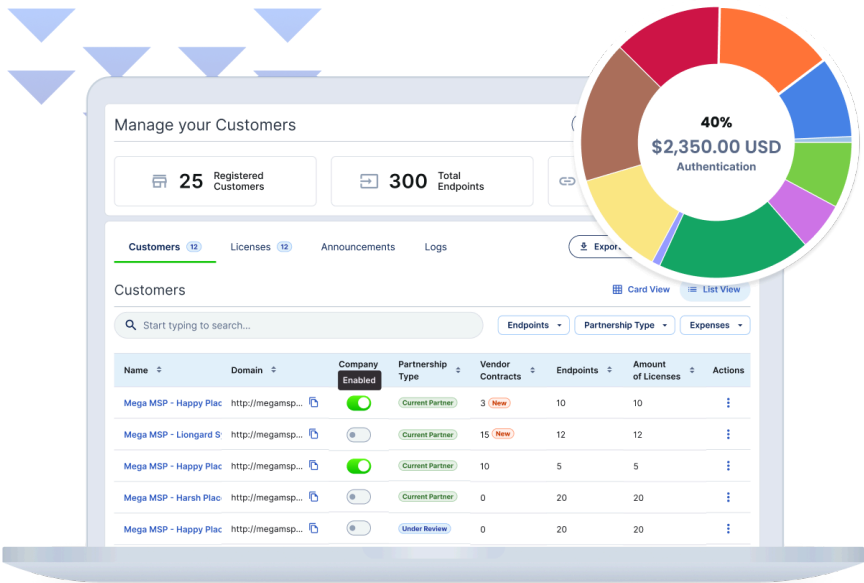 40%
$2,350.00 USD
Authentication
Manage your Customers
25 Registered Customers
300 Total Endpoints
Customers 12 Licenses 12 Announcements Logs
Customers Card View List View
Start typing to search... Endpoints Partnership Type Expenses
Name Domain Company Enabled Partnership Type Vendor Contracts Endpoints Amount of Licenses Actions
Mega MSP - Happy Plac http://megamsp... Current Partner 3 New 10 10
Mega MSP - Liongard http://megamsp... Current Partner 15 New 12 12
Mega MSP - Happy Plac http://megamsp... Current Partner 10 5 5
Mega MSP - Harsh Plac http://megamsp... Current Partner 0 20 20
Mega MSP - Happy Plac http://megamsp... Under Review 0 20 20